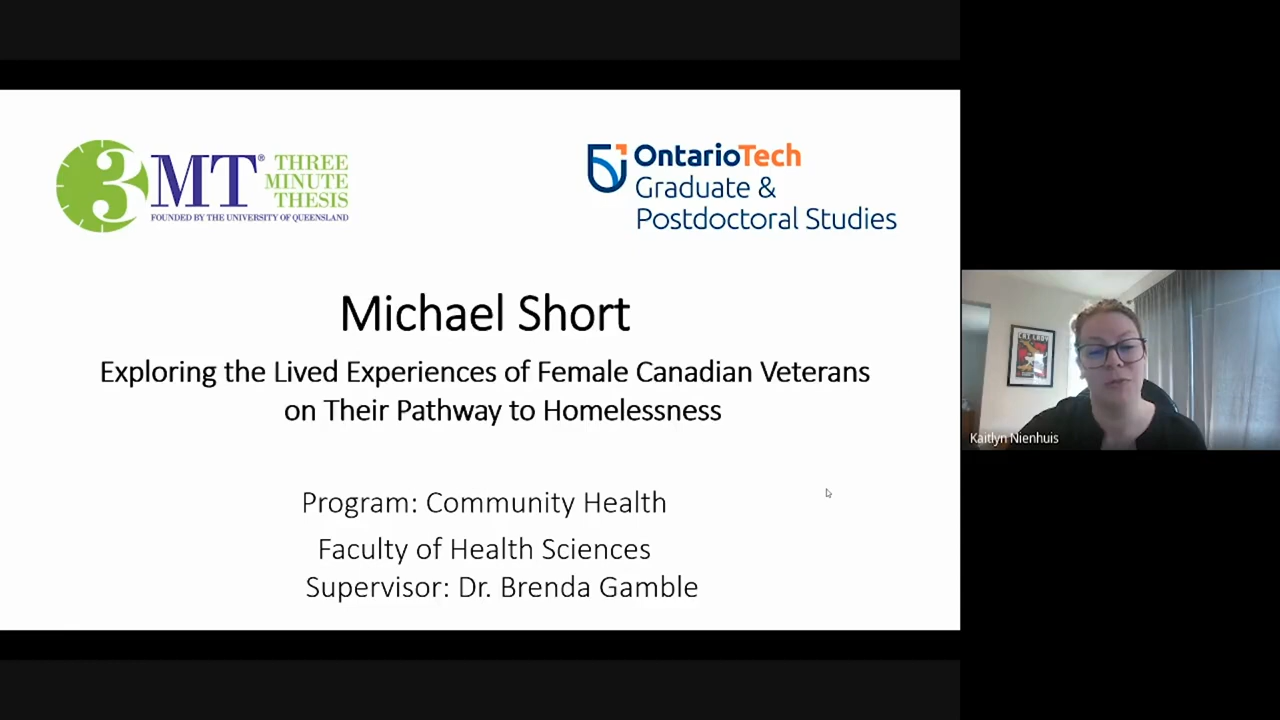 3MT® THREE MINUTE THESIS
FOUNDED BY THE UNIVERSITY OF QUEENSLAND
OntarioTech
Graduate &
Postdoctoral Studies
Michael Short
Exploring the Lived Experiences of Female Canadian Veterans
on Their Pathway to Homelessness
Program: Community Health
Faculty of Health Sciences
Supervisor: Dr. Brenda Gamble
CAT LADY
Kaitlyn Nienhuis